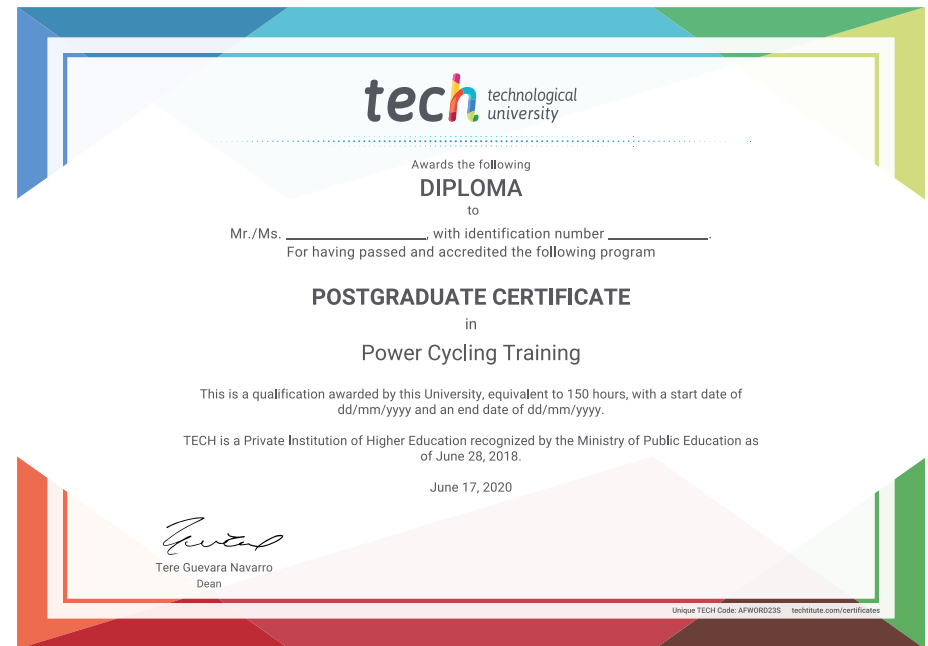 tech technological
university
Awards the following
DIPLOMA
to
Mr./Ms. ____________________, with identification number ______________.
For having passed and accredited the following program
POSTGRADUATE CERTIFICATE
in
Power Cycling Training
This is a qualification awarded by this University, equivalent to 150 hours, with a start date of
dd/mm/yyyy and an end date of dd/mm/yyyy.
TECH is a Private Institution of Higher Education recognized by the Ministry of Public Education as
of June 28, 2018.
June 17, 2020
Tere Guevara Navarro
Dean
Unique TECH Code: AFWORD23S techtitute.com/certificates